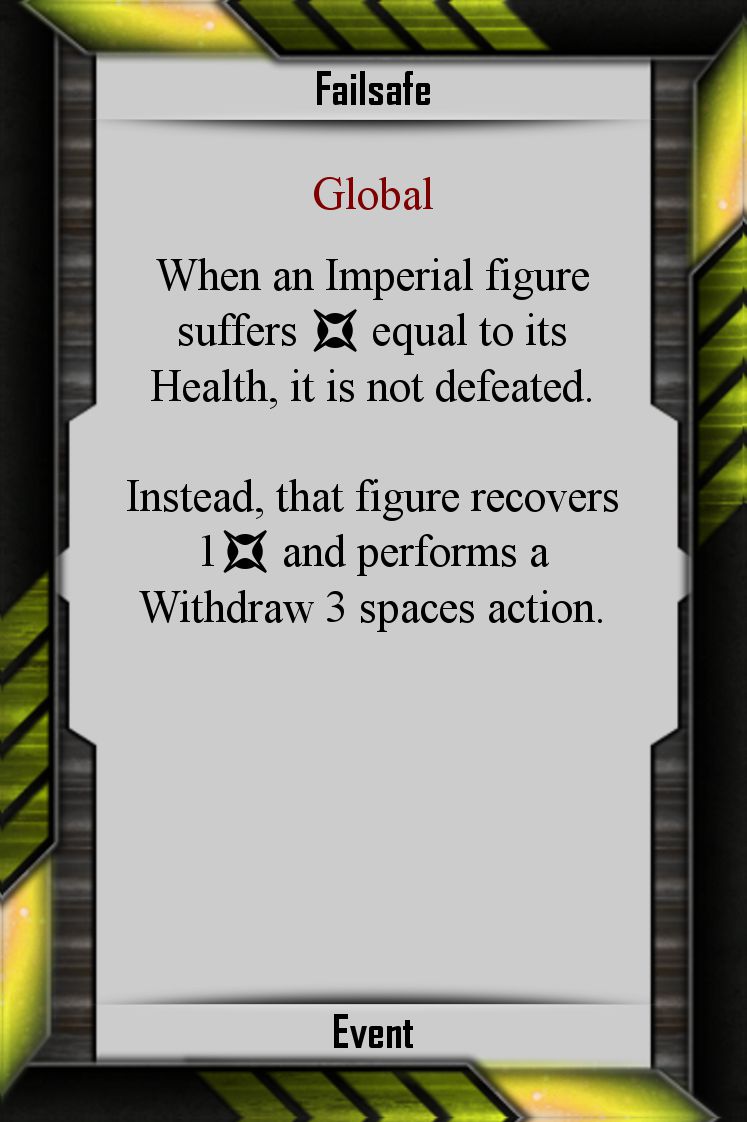 Failsafe
Global
When an Imperial figure
suffers equal to its
Health, it is not defeated.
Instead, that figure recovers
1 and performs a
Withdraw 3 spaces action.
Event